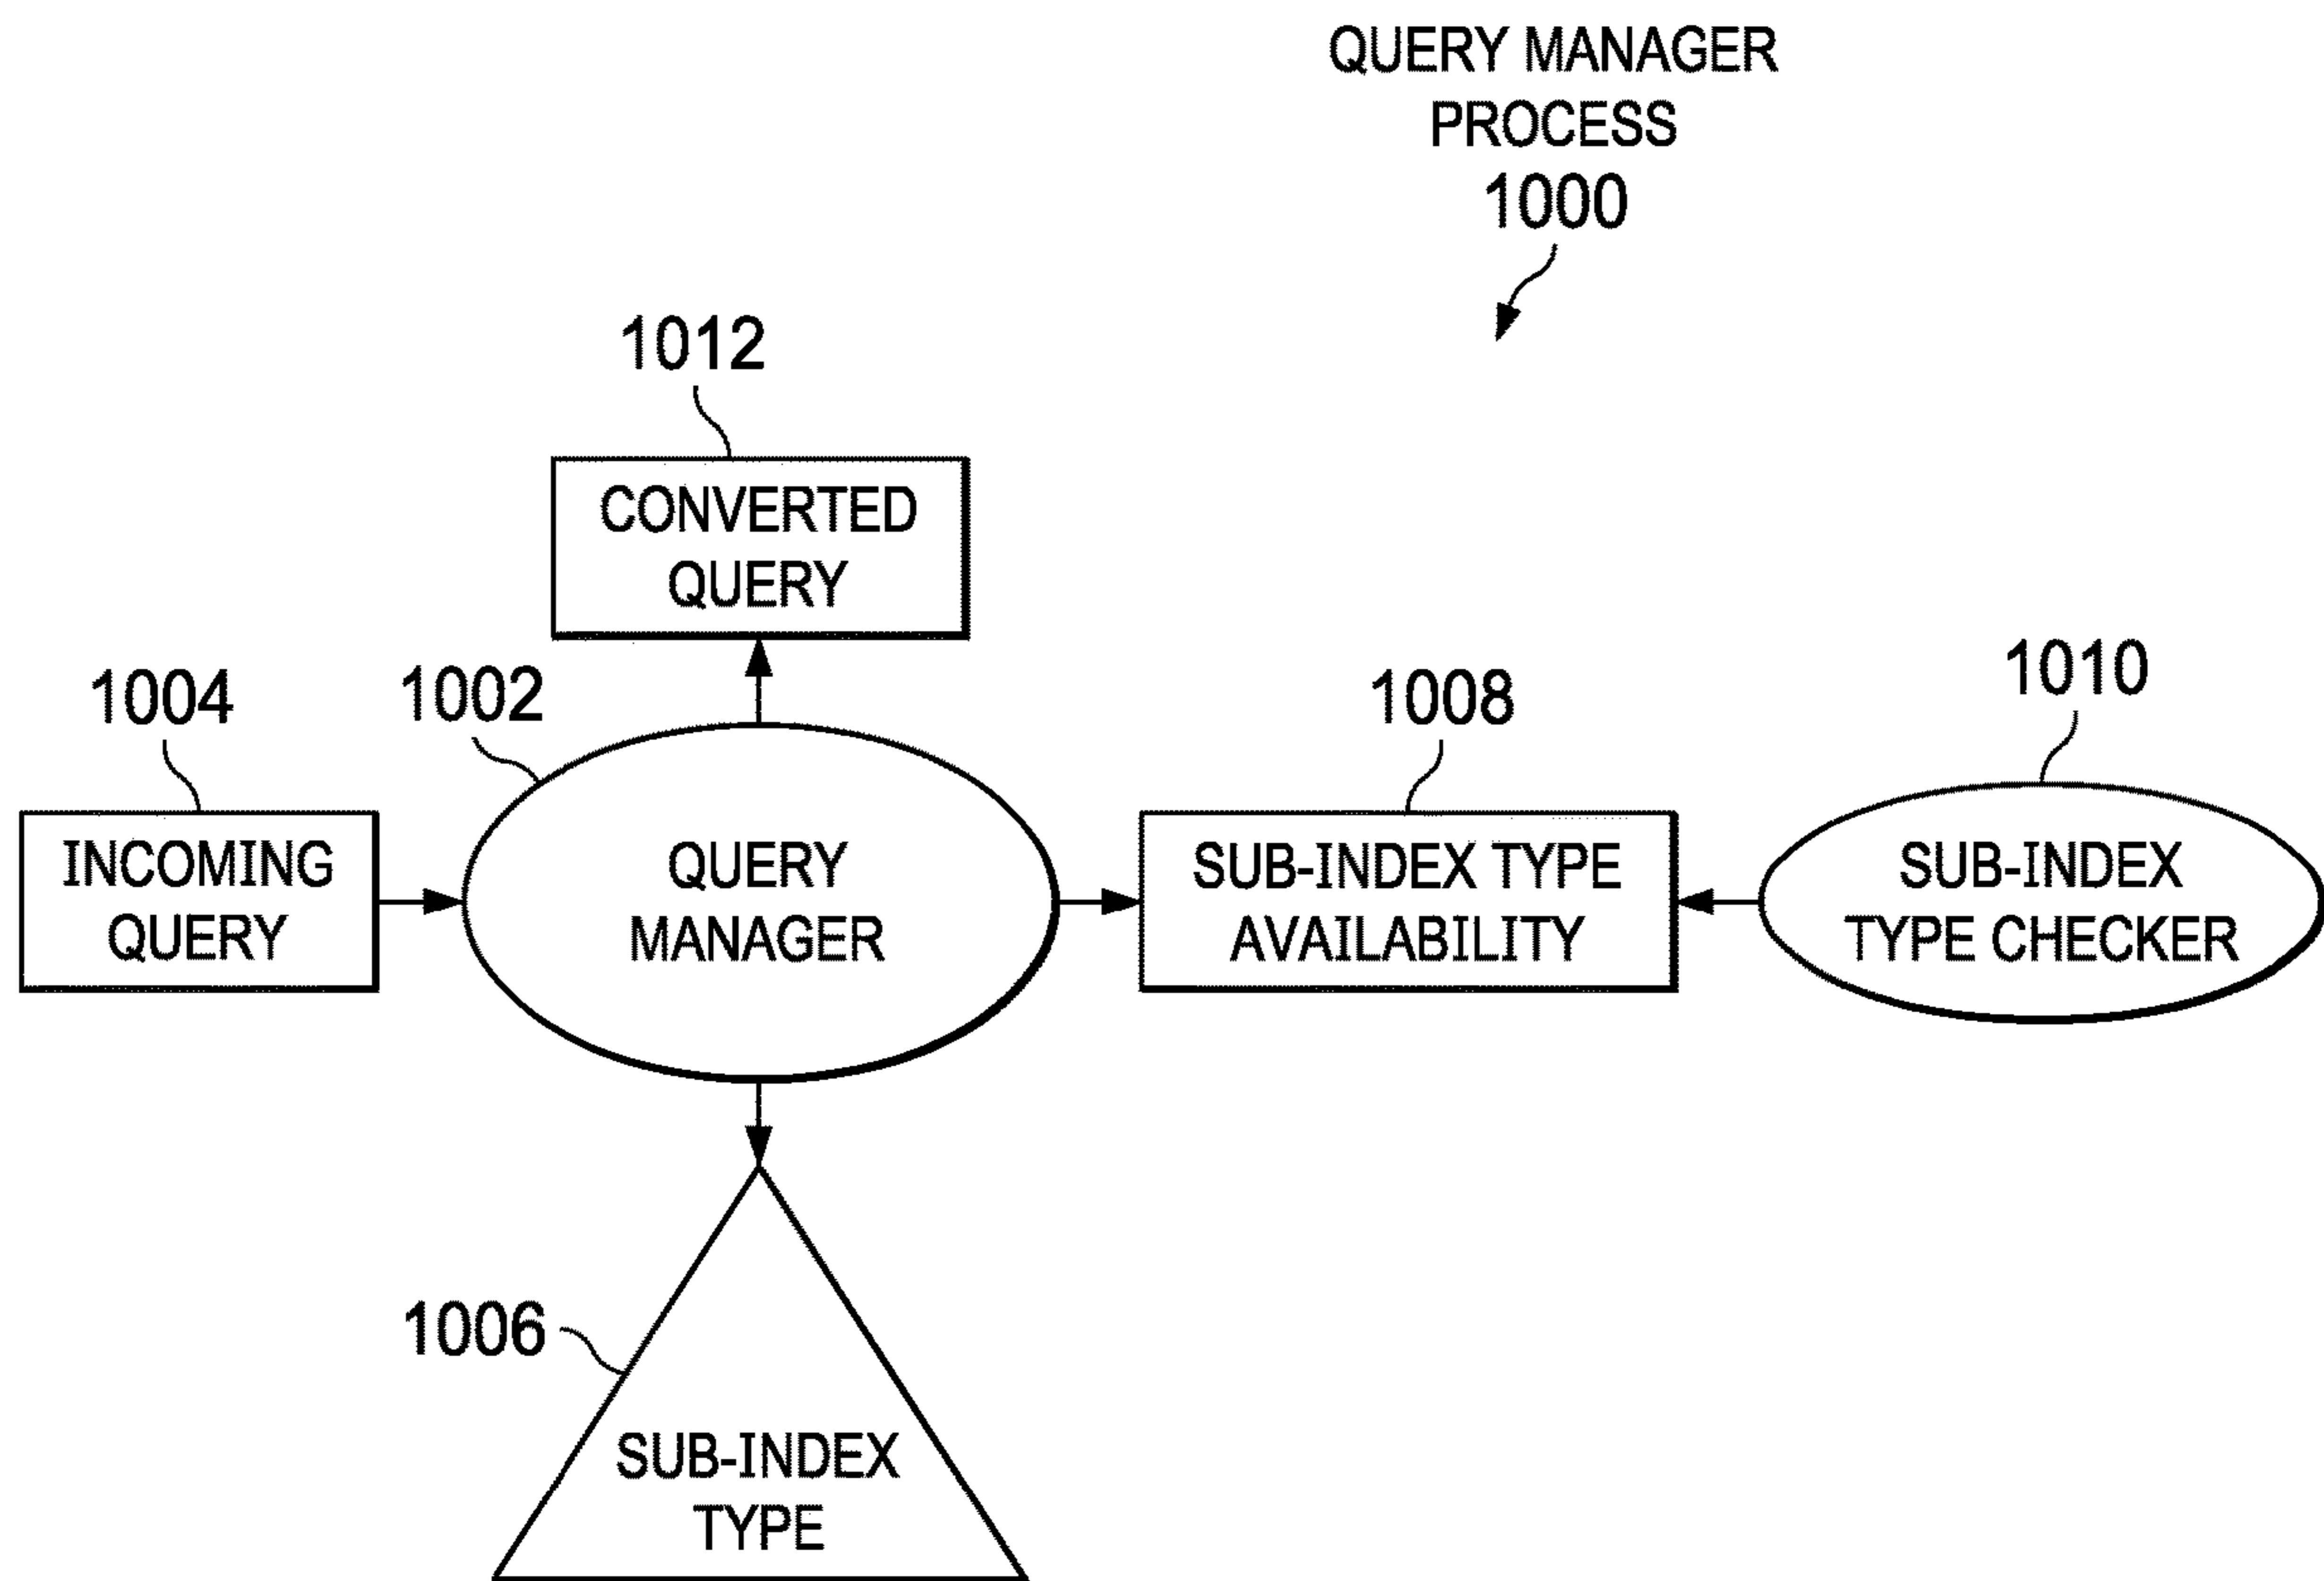 QUERY MANAGER
PROCESS
1000
1012
CONVERTED
QUERY
1004
1002
1008
1010
INCOMING
QUERY
QUERY
MANAGER
SUB-INDEX TYPE
AVAILABILITY
SUB-INDEX
TYPE CHECKER
1006
SUB-INDEX
TYPE